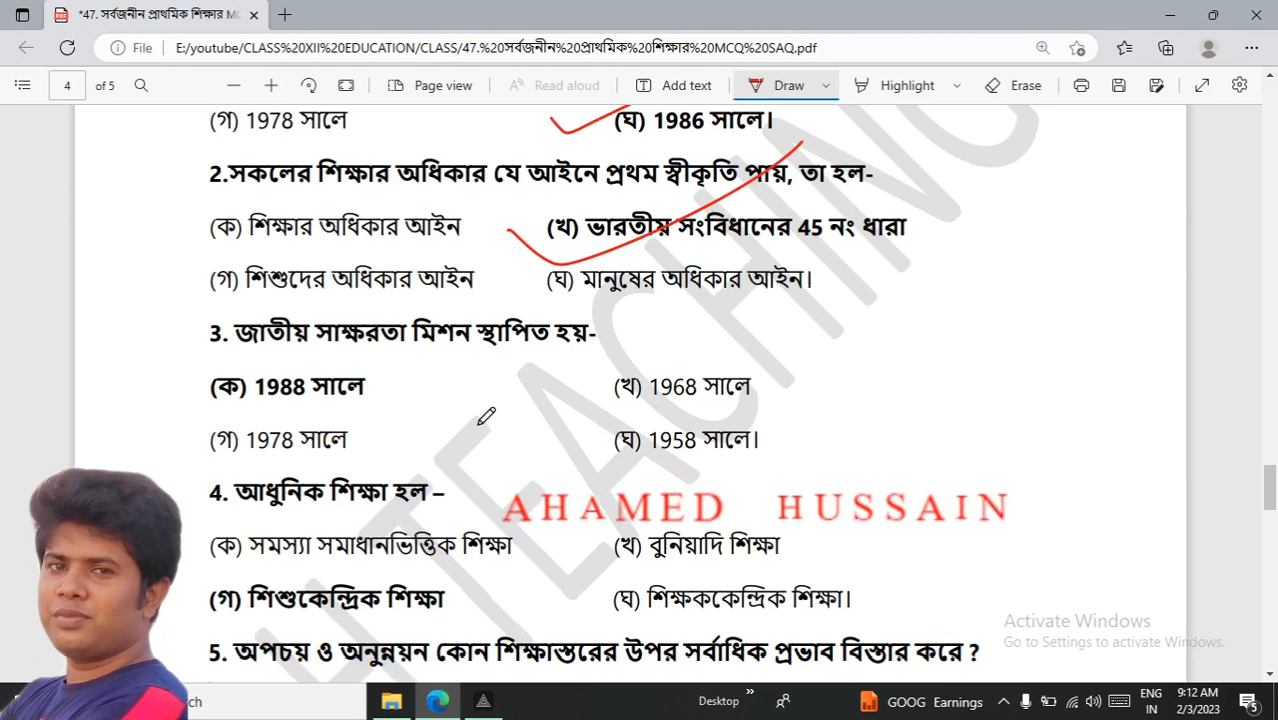 *47. সর্বজনীন প্রাথমিক শিক্ষার MC
File E:/youtube/CLASS%20XII%20EDUCATION/CLASS/47.%20সর্বজনীন%20প্রাথমিক%20শিক্ষার%20MCQ%20SAQ.pdf
4 of 5 Page view Read aloud Add text Draw Highlight Erase
(গ) 1978 সালে (ঘ) 1986 সালে।
2.সকলের শিক্ষার অধিকার যে আইনে প্রথম স্বীকৃতি পায়, তা হল-
(ক) শিক্ষার অধিকার আইন (খ) ভারতীয় সংবিধানের 45 নং ধারা
(গ) শিশুদের অধিকার আইন (ঘ) মানুষের অধিকার আইন।
3. জাতীয় সাক্ষরতা মিশন স্থাপিত হয়-
(ক) 1988 সালে (খ) 1968 সালে
(গ) 1978 সালে (ঘ) 1958 সালে।
4. আধুনিক শিক্ষা হল –
AHAMED HUSSAIN
(ক) সমস্যা সমাধানভিত্তিক শিক্ষা (খ) বুনিয়াদি শিক্ষা
(গ) শিশুকেন্দ্রিক শিক্ষা (ঘ) শিক্ষককেন্দ্রিক শিক্ষা।
Activate Windows
Go to Settings to activate Windows.
5. অপচয় ও অনুন্নয়ন কোন শিক্ষাস্তরের উপর সর্বাধিক প্রভাব বিস্তার করে ?
H TEACHING
rch Desktop GOOG Earnings ENG 9:12 AM
IN 2/3/2023 5